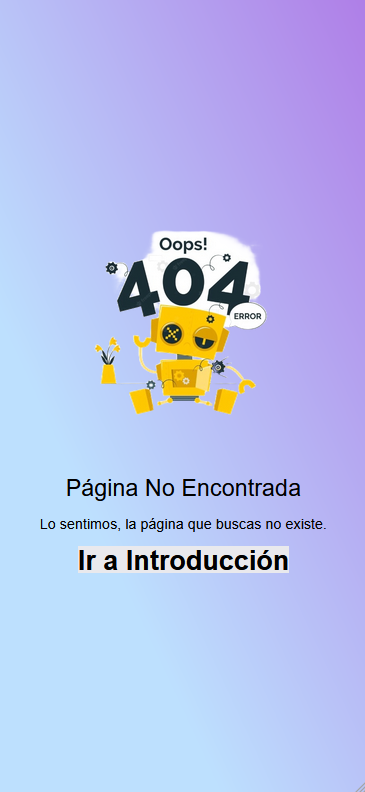 Oops!
404
ERROR
Página No Encontrada
Lo sentimos, la página que buscas no existe.
Ir a Introducción